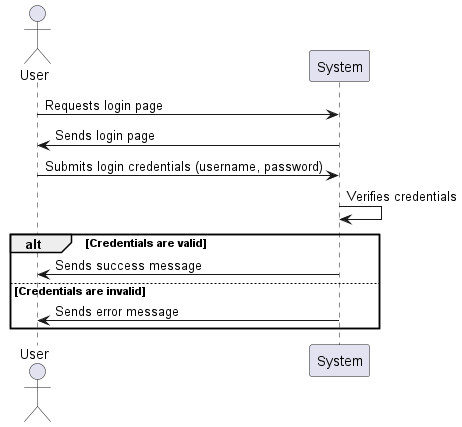 User
System
Requests login page
Sends login page
Submits login credentials (username, password)
Verifies credentials
alt [Credentials are valid]
Sends success message
[Credentials are invalid]
Sends error message
User
System